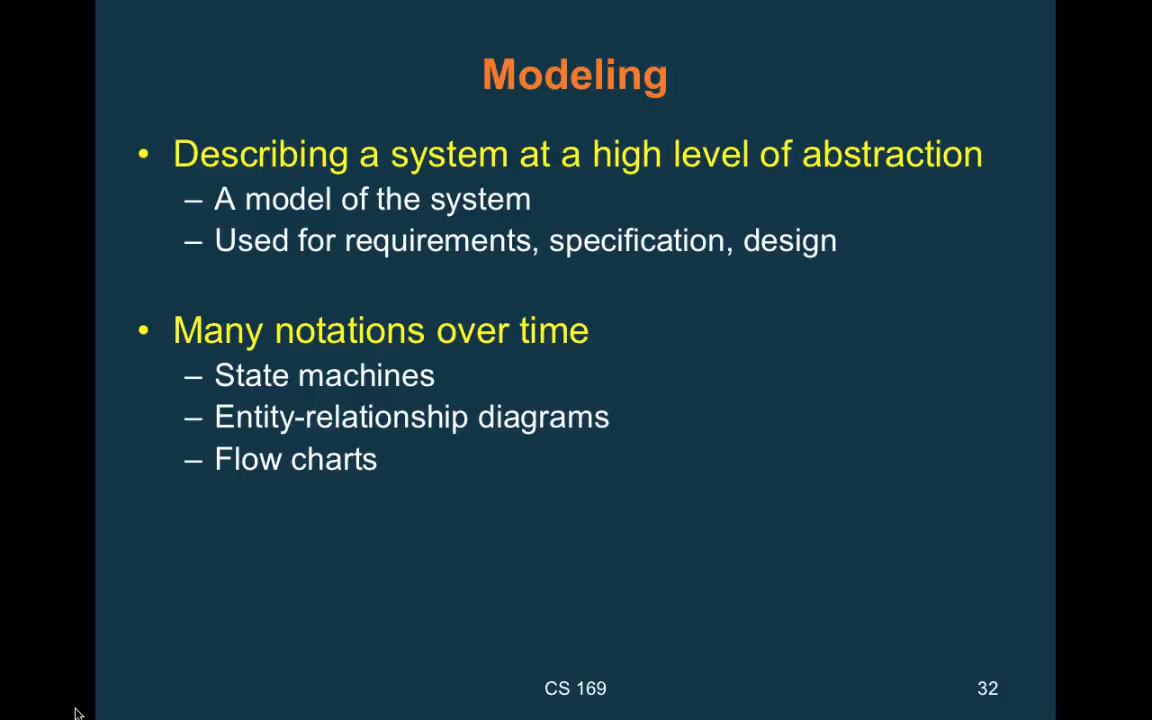 Modeling
• Describing a system at a high level of abstraction
– A model of the system
– Used for requirements, specification, design
• Many notations over time
– State machines
– Entity-relationship diagrams
– Flow charts
CS 169
32